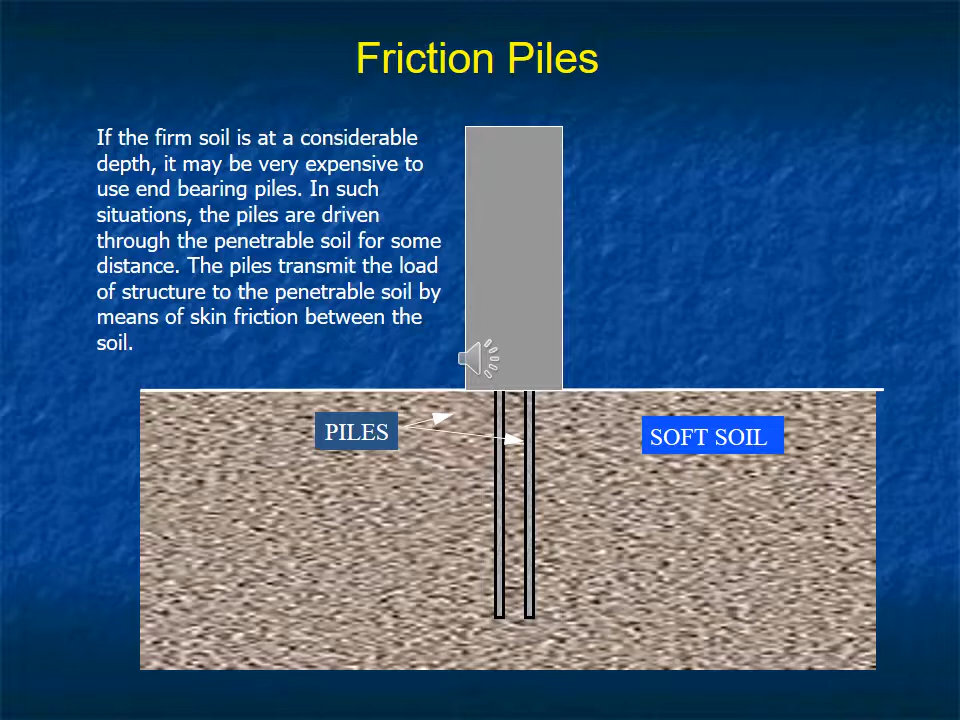 Friction Piles
If the firm soil is at a considerable
depth, it may be very expensive to
use end bearing piles. In such
situations, the piles are driven
through the penetrable soil for some
distance. The piles transmit the load
of structure to the penetrable soil by
means of skin friction between the
soil.
PILES
SOFT SOIL